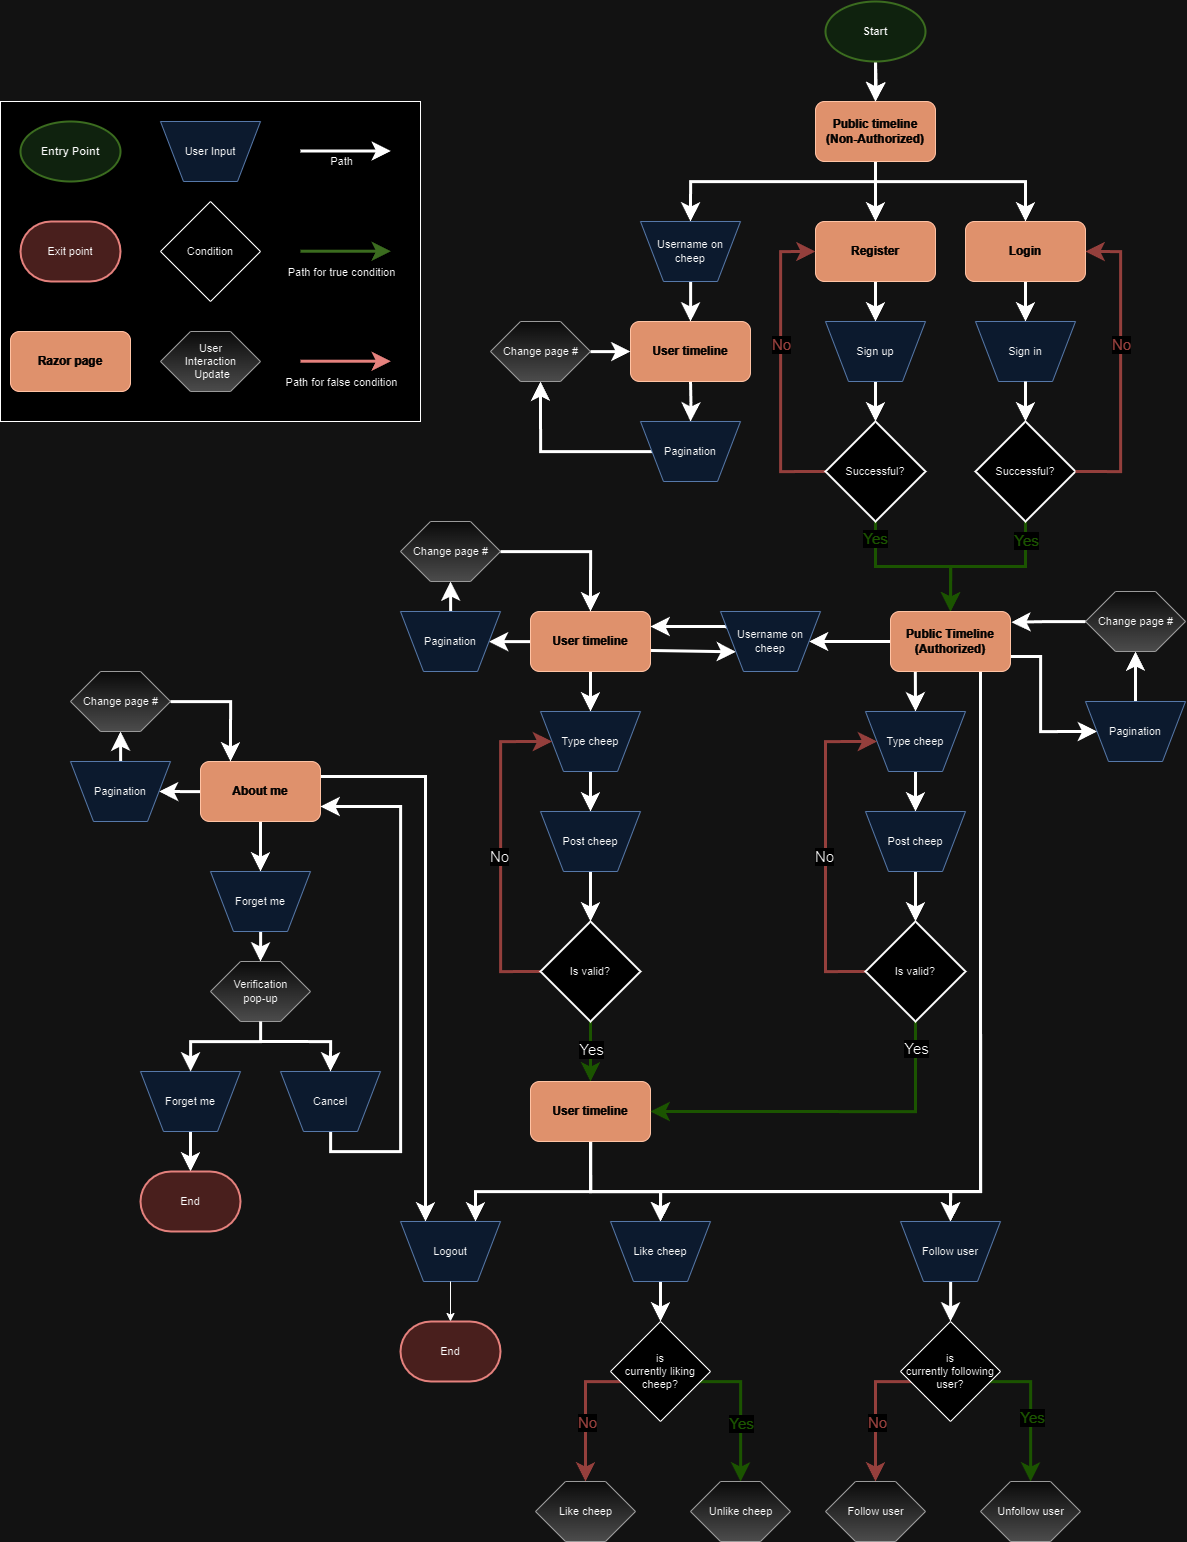 Start
Public timeline
(Non-Authorized)
Entry Point
User Input
Path
Exit point
Condition
Path for true condition
Razor page
User
Interaction
Update
Path for false condition
Username on
cheep
Register
Login
Change page #
User timeline
No
Sign up
Sign in
No
Pagination
Successful?
Successful?
Yes
Yes
Change page #
Pagination
User timeline
Username on
cheep
Public Timeline
(Authorized)
Change page #
Pagination
Change page #
Pagination
About me
Type cheep
Type cheep
Post cheep
Post cheep
No
No
Forget me
Verification
pop-up
Is valid?
Is valid?
Yes
Yes
Forget me
Cancel
User timeline
End
Logout
Like cheep
Follow user
End
is
currently liking
cheep?
is
currently following
user?
No
Yes
No
Yes
Like cheep
Unlike cheep
Follow user
Unfollow user